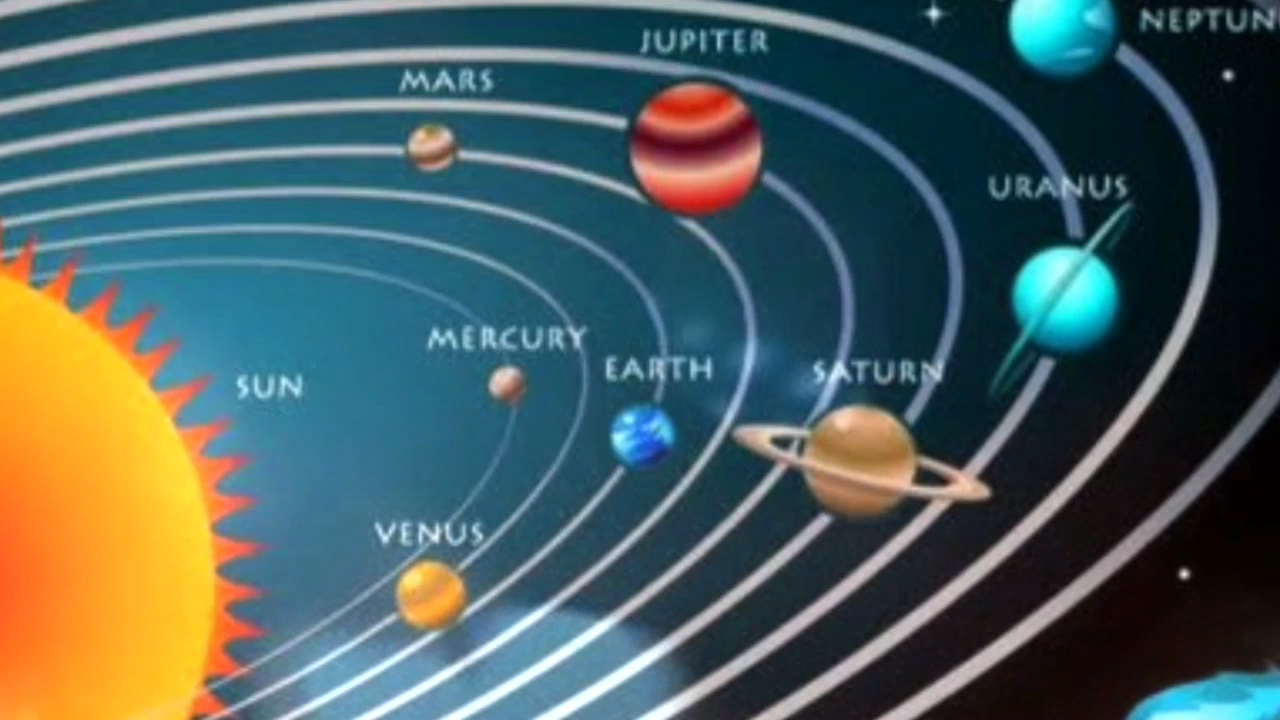 NEPTUN
JUPITER
MARS
URANUS
MERCURY
EARTH
SATURN
SUN
VENUS